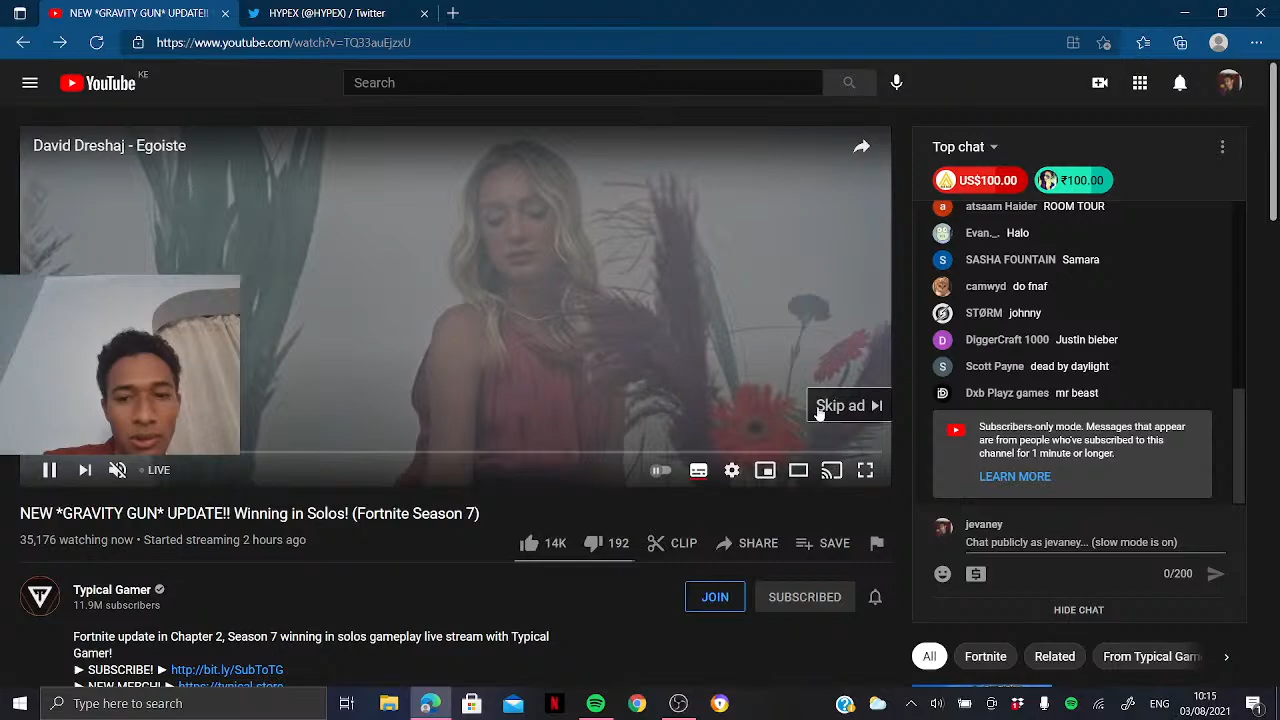 NEW *GRAVITY GUN* UPDATE!!
HYPEX (@HYPEX) / Twitter
https://www.youtube.com/watch?v=TQ33auEjzxU
YouTube KE
Search
David Dreshaj - Egoiste
Skip ad
LIVE
NEW *GRAVITY GUN* UPDATE!! Winning in Solos! (Fortnite Season 7)
35,176 watching now • Started streaming 2 hours ago
14K 192 CLIP SHARE SAVE
Typical Gamer
11.9M subscribers
JOIN SUBSCRIBED
Fortnite update in Chapter 2, Season 7 winning in solos gameplay live stream with Typical
Gamer!
► SUBSCRIBE! ► http://bit.ly/SubToTG
► NEW MERCH! ► https://typical.store
Top chat
US$100.00 ₹100.00
a atsaam Haider ROOM TOUR
Evan._. Halo
S SASHA FOUNTAIN Samara
camwyd do fnaf
STØRM johnny
D DiggerCraft 1000 Justin bieber
Scott Payne dead by daylight
Dxb Playz games mr beast
Subscribers-only mode. Messages that appear
are from people who've subscribed to this
channel for 1 minute or longer.
LEARN MORE
jevaney
Chat publicly as jevaney... (slow mode is on)
0/200
HIDE CHAT
All Fortnite Related From Typical Gam
Type here to search
N
ENG
10:15
03/08/2021